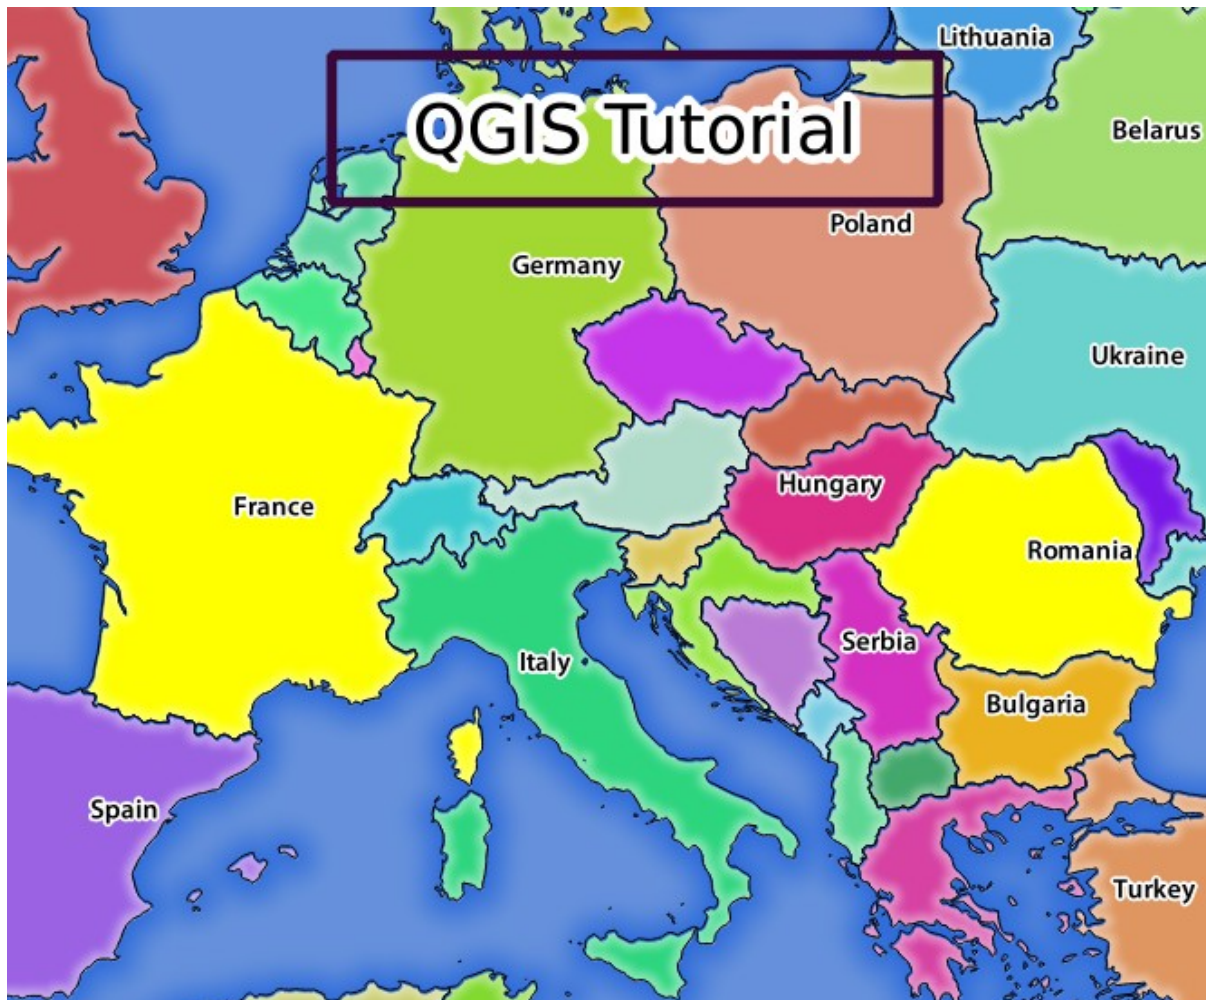 Lithuania
QGIS Tutorial
Belarus
Poland
Germany
Ukraine
Hungary
France
Romania
Serbia
Italy
Bulgaria
Spain
Turkey